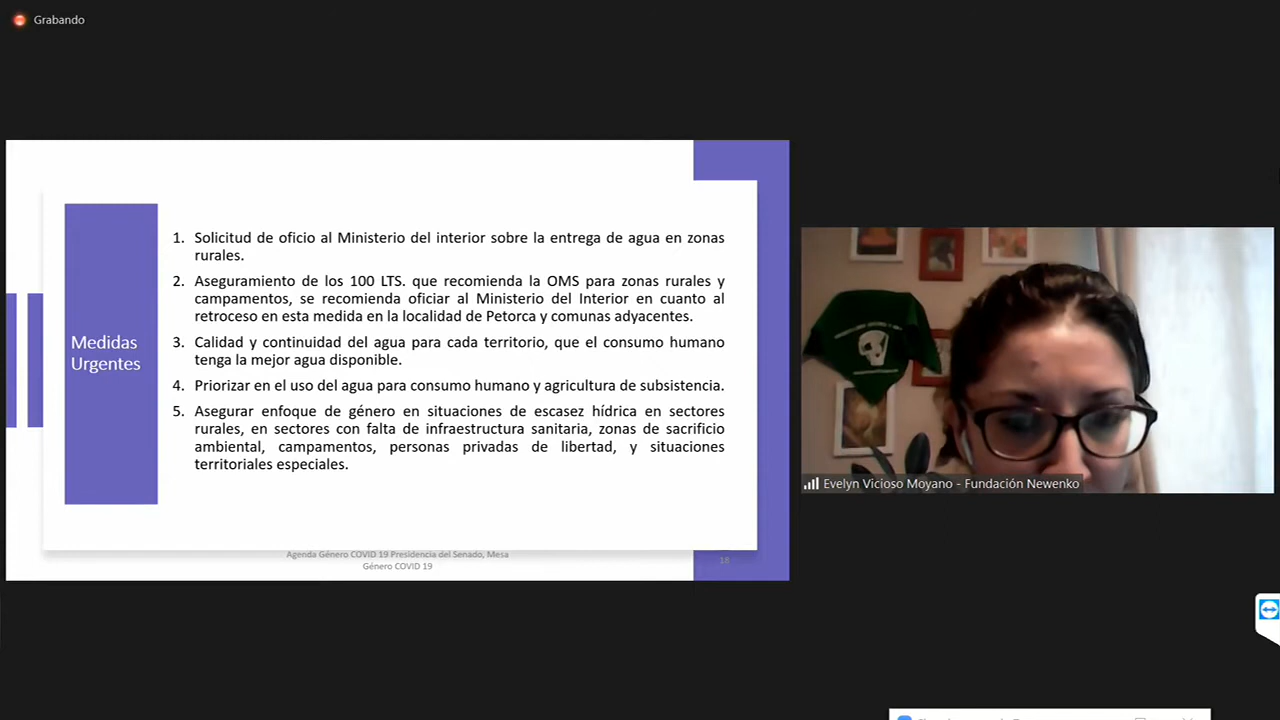 Grabando
Medidas
Urgentes
1. Solicitud de oficio al Ministerio del interior sobre la entrega de agua en zonas
rurales.
2. Aseguramiento de los 100 LTS. que recomienda la OMS para zonas rurales y
campamentos, se recomienda oficiar al Ministerio del Interior en cuanto al
retroceso en esta medida en la localidad de Petorca y comunas adyacentes.
3. Calidad y continuidad del agua para cada territorio, que el consumo humano
tenga la mejor agua disponible.
4. Priorizar en el uso del agua para consumo humano y agricultura de subsistencia.
5. Asegurar enfoque de género en situaciones de escasez hídrica en sectores
rurales, en sectores con falta de infraestructura sanitaria, zonas de sacrificio
ambiental, campamentos, personas privadas de libertad, y situaciones
territoriales especiales.
Agenda Género COVID 19 Presidencia del Senado, Mesa
Género COVID 19
18
Evelyn Vicioso Moyano - Fundación Newenko